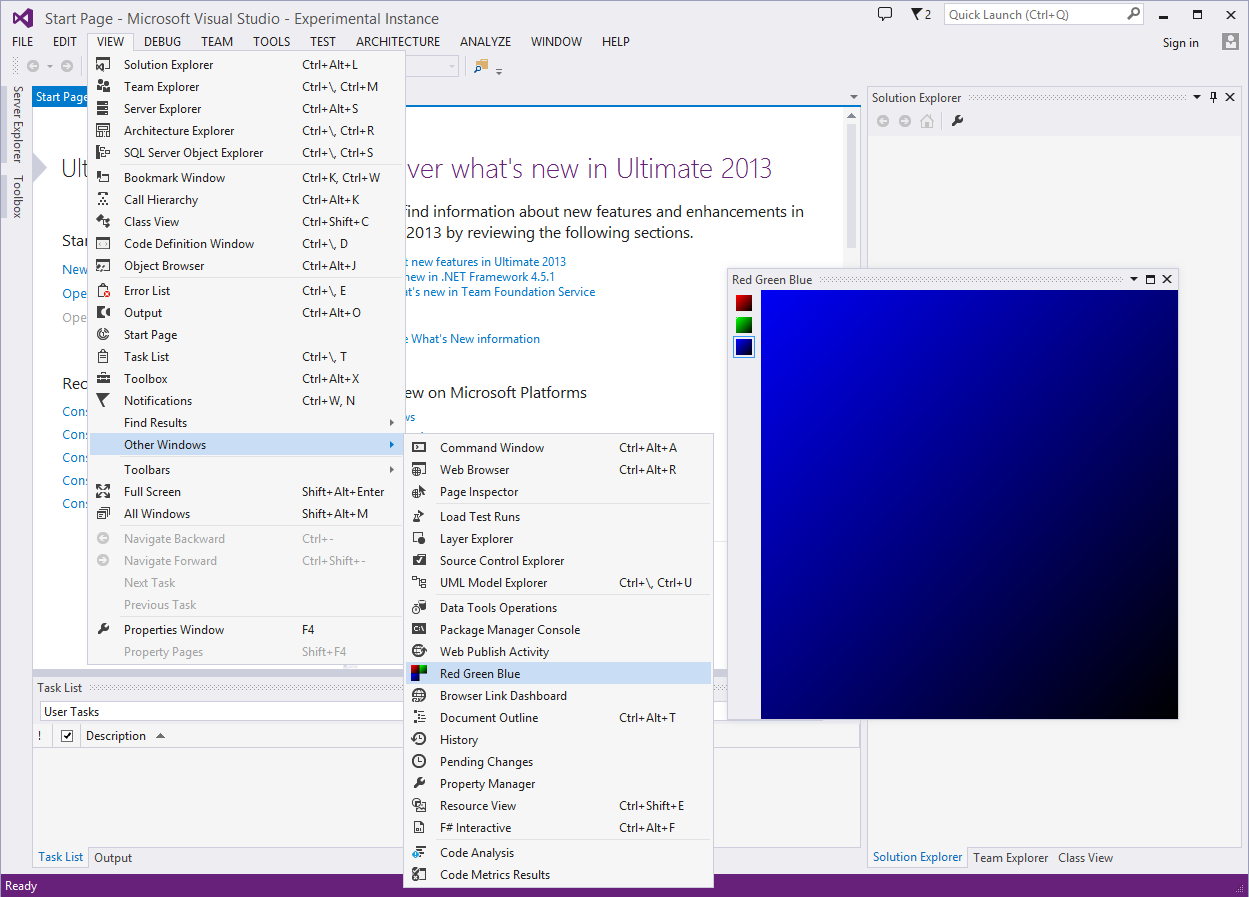 Start Page - Microsoft Visual Studio - Experimental Instance
2
Quick Launch (Ctrl+Q)
FILE EDIT VIEW DEBUG TEAM TOOLS TEST ARCHITECTURE ANALYZE WINDOW HELP
Sign in
Server Explorer
Toolbox
Start Page
Solution Explorer Ctrl+Alt+L
Team Explorer Ctrl+\, Ctrl+M
Server Explorer Ctrl+Alt+S
Architecture Explorer Ctrl+\, Ctrl+R
SQL Server Object Explorer Ctrl+\, Ctrl+S
Bookmark Window Ctrl+K, Ctrl+W
Call Hierarchy Ctrl+Alt+K
Class View Ctrl+Shift+C
Code Definition Window Ctrl+\, D
Object Browser Ctrl+Alt+J
Error List Ctrl+\, E
Output Ctrl+Alt+O
Start Page
Task List Ctrl+\, T
Toolbox Ctrl+Alt+X
Notifications Ctrl+W, N
Find Results
Other Windows
Toolbars
Full Screen Shift+Alt+Enter
All Windows Shift+Alt+M
Navigate Backward Ctrl+-
Navigate Forward Ctrl+Shift+-
Next Task
Previous Task
Properties Window F4
Property Pages Shift+F4
Ult
Star
New
Ope
Ope
Rec
Cons
Cons
Cons
Cons
Cons
ver what's new in Ultimate 2013
find information about new features and enhancements in
2013 by reviewing the following sections.
t new features in Ultimate 2013
new in .NET Framework 4.5.1
t's new in Team Foundation Service
e What's New information
ew on Microsoft Platforms
ws
Command Window Ctrl+Alt+A
Web Browser Ctrl+Alt+R
Page Inspector
Load Test Runs
Layer Explorer
Source Control Explorer
UML Model Explorer Ctrl+\, Ctrl+U
Data Tools Operations
Package Manager Console
Web Publish Activity
Red Green Blue
Browser Link Dashboard
Document Outline Ctrl+Alt+T
History
Pending Changes
Property Manager
Resource View Ctrl+Shift+E
F# Interactive Ctrl+Alt+F
Code Analysis
Code Metrics Results
Solution Explorer
Red Green Blue
Task List
User Tasks
! Description
Task List Output
Solution Explorer Team Explorer Class View
Ready